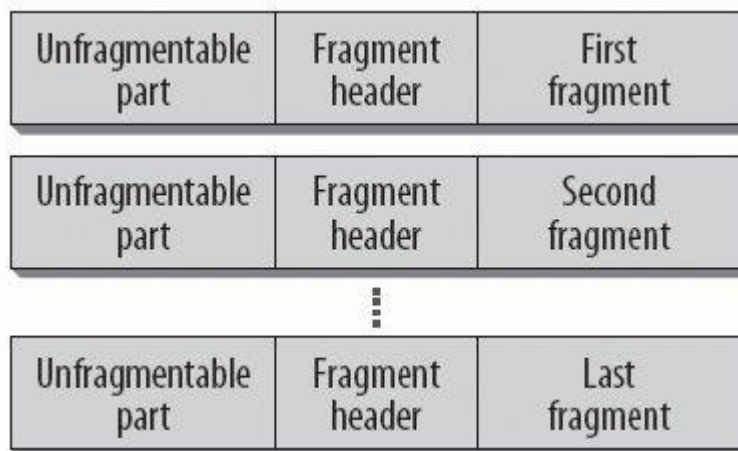 Unfragmentable Fragment First
part header fragment
Unfragmentable Fragment Second
part header fragment
Unfragmentable Fragment Last
part header fragment